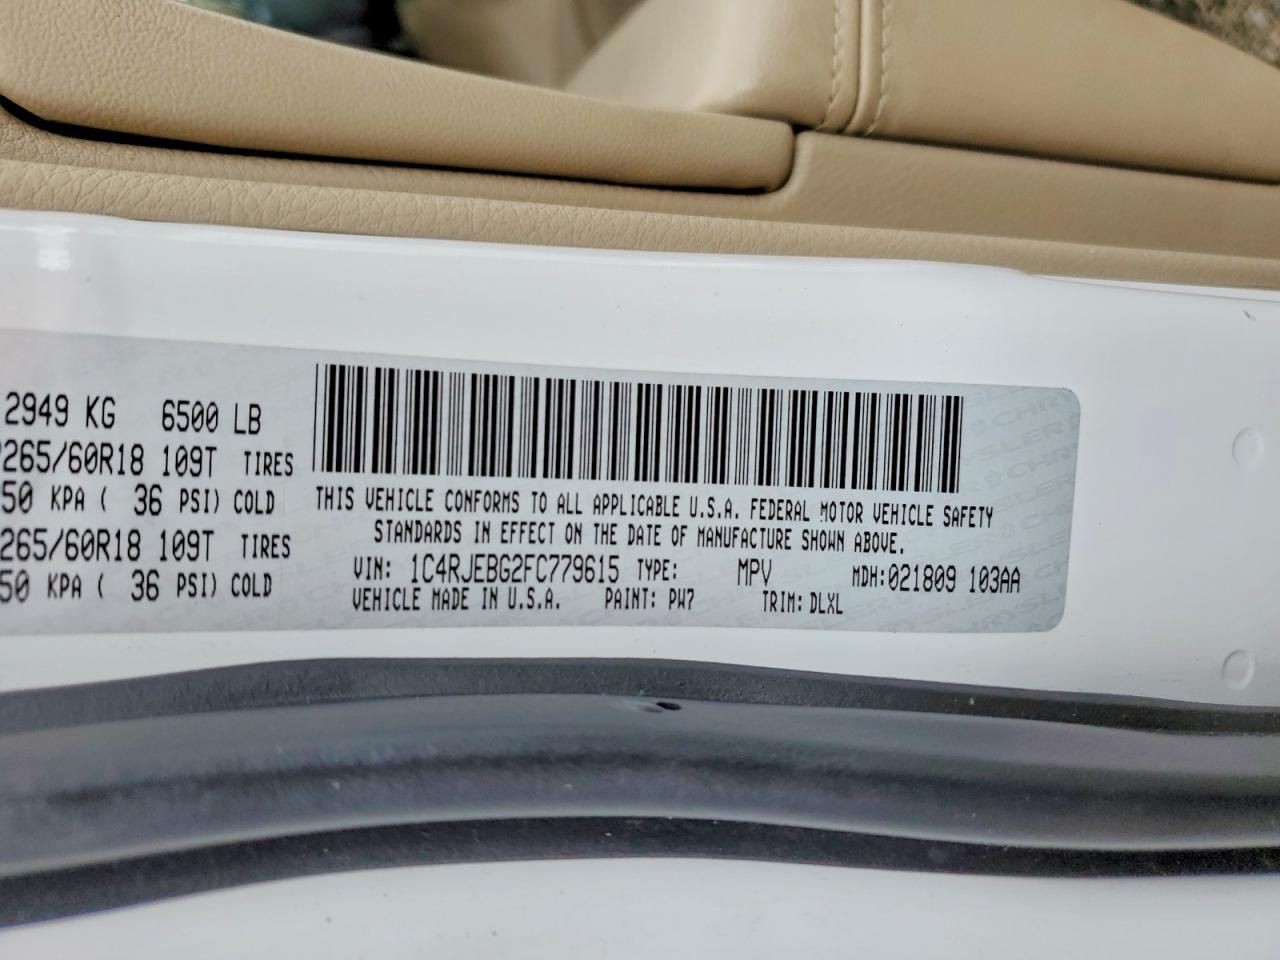 2949 KG 6500 LB
265/60R18 109T TIRES
50 KPA ( 36 PSI) COLD
265/60R18 109T TIRES
50 KPA ( 36 PSI) COLD
THIS VEHICLE CONFORMS TO ALL APPLICABLE U.S.A. FEDERAL MOTOR VEHICLE SAFETY
STANDARDS IN EFFECT ON THE DATE OF MANUFACTURE SHOWN ABOVE.
VIN: 1C4RJEBG2FC779615 TYPE: MPV MDH:021809 103AA
VEHICLE MADE IN U.S.A. PAINT: PW7 TRIM: DLXL